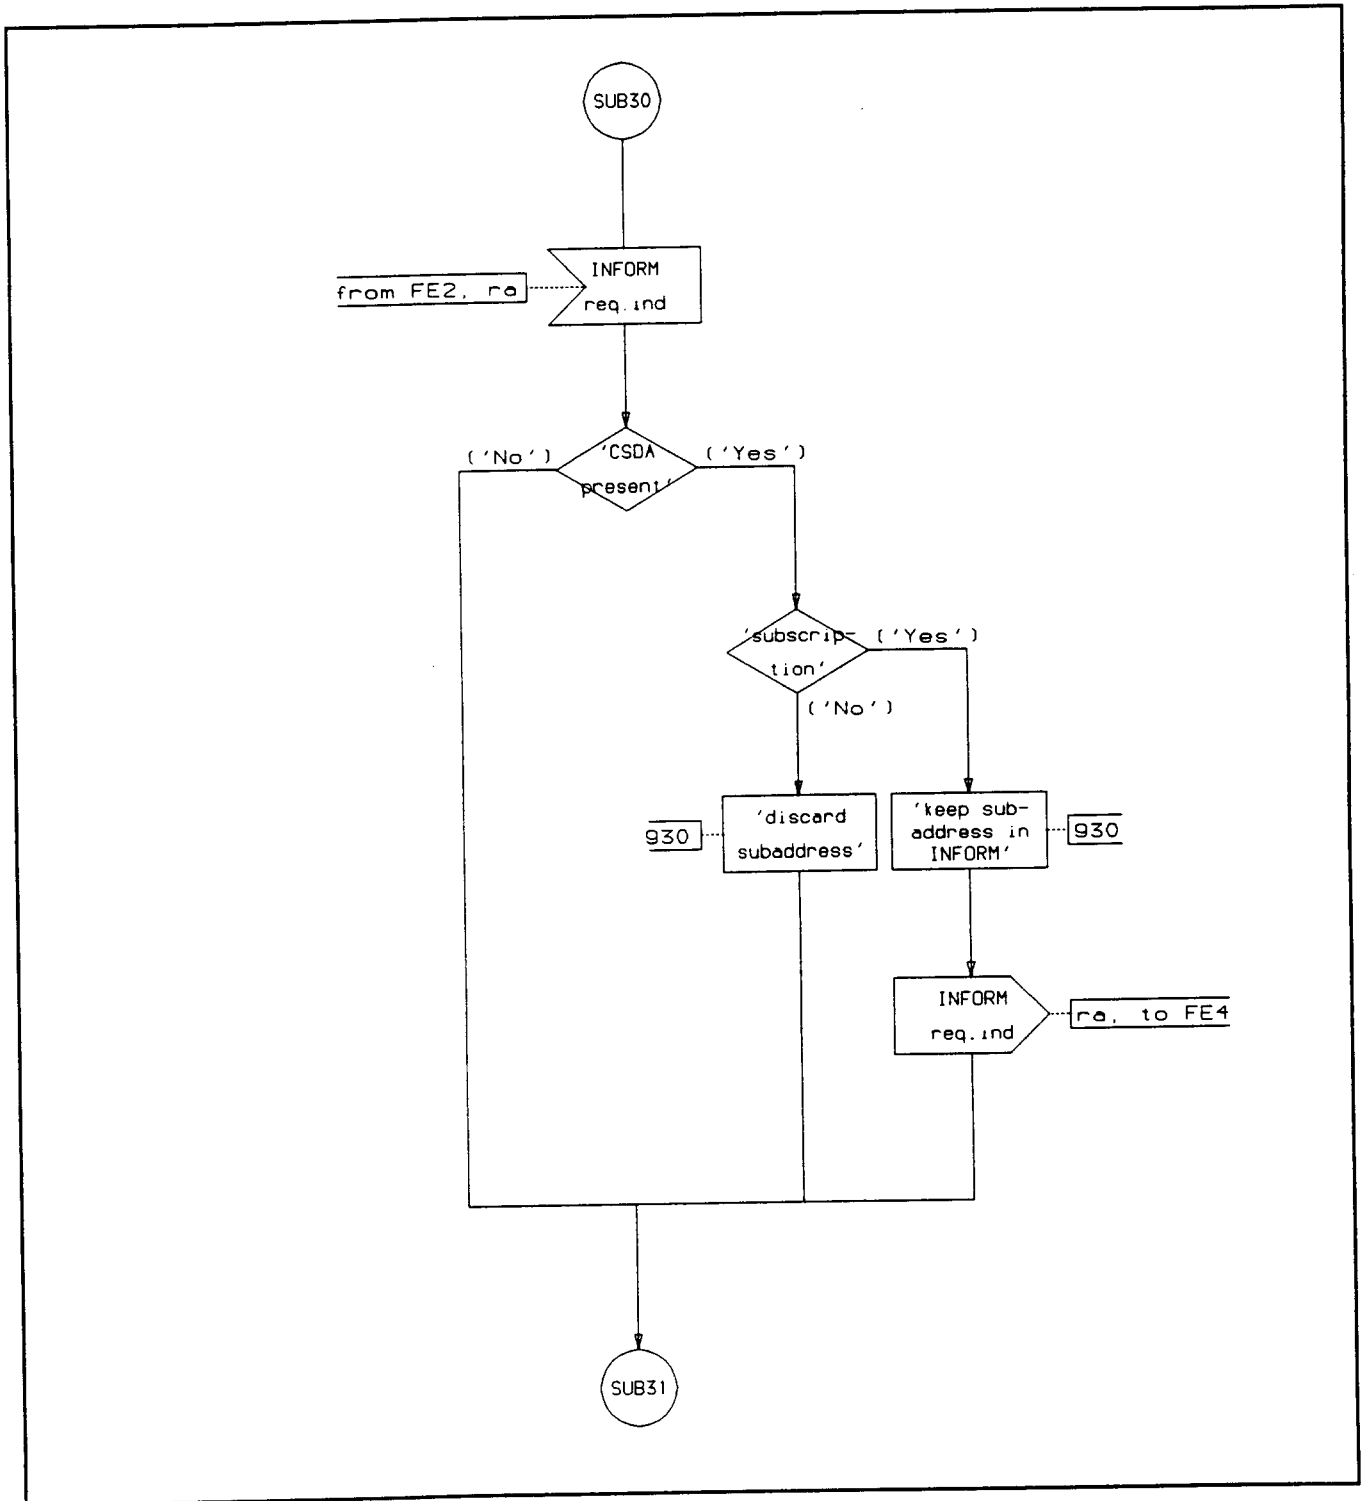 SUB30
INFORM
req.ind
from FE2, ra
('No')
'CSDA
present'
('Yes')
'subscrip-
tion'
('Yes')
('No')
930
'discard
subaddress'
'keep sub-
address in
INFORM'
930
INFORM
req.ind
ra, to FE4
SUB31